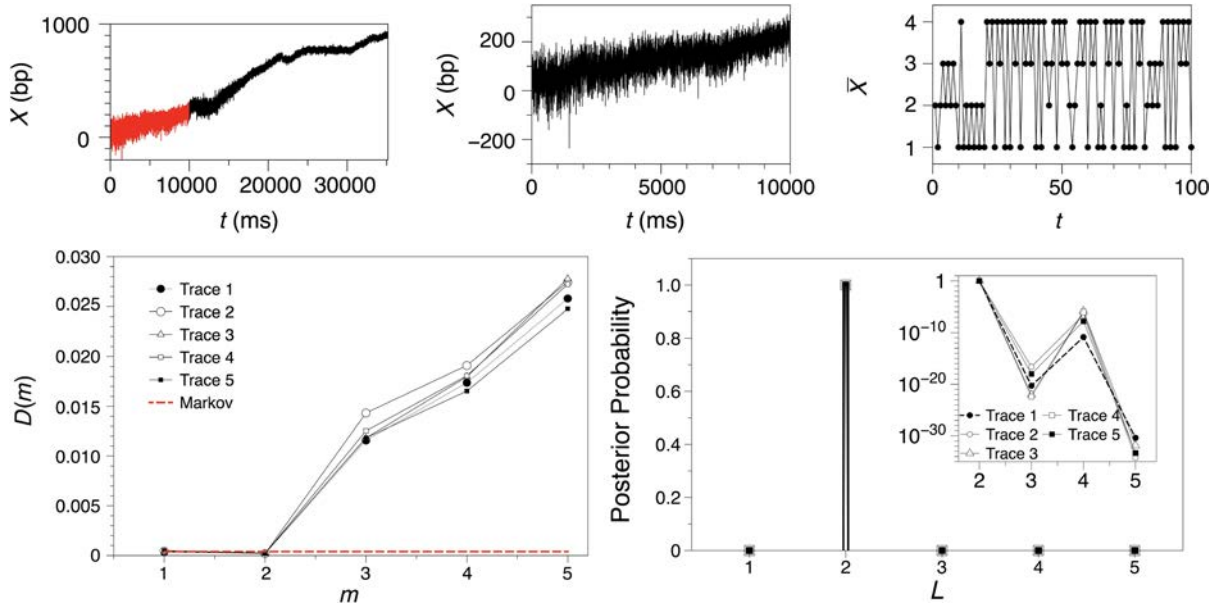 1000
500
0
X (bp)
0 10000 20000 30000
t (ms)
200
0
−200
X (bp)
0 5000 10000
t (ms)
4
3
2
1
X̅
0 50 100
t
0.030
0.025
0.020
0.015
0.010
0.005
0
D(m)
Trace 1
Trace 2
Trace 3
Trace 4
Trace 5
Markov
1 2 3 4 5
m
1.0
0.8
0.6
0.4
0.2
0
Posterior Probability
1 2 3 4 5
L
1
10⁻¹⁰
10⁻²⁰
10⁻³⁰
Trace 1 Trace 4
Trace 2 Trace 5
Trace 3
2 3 4 5